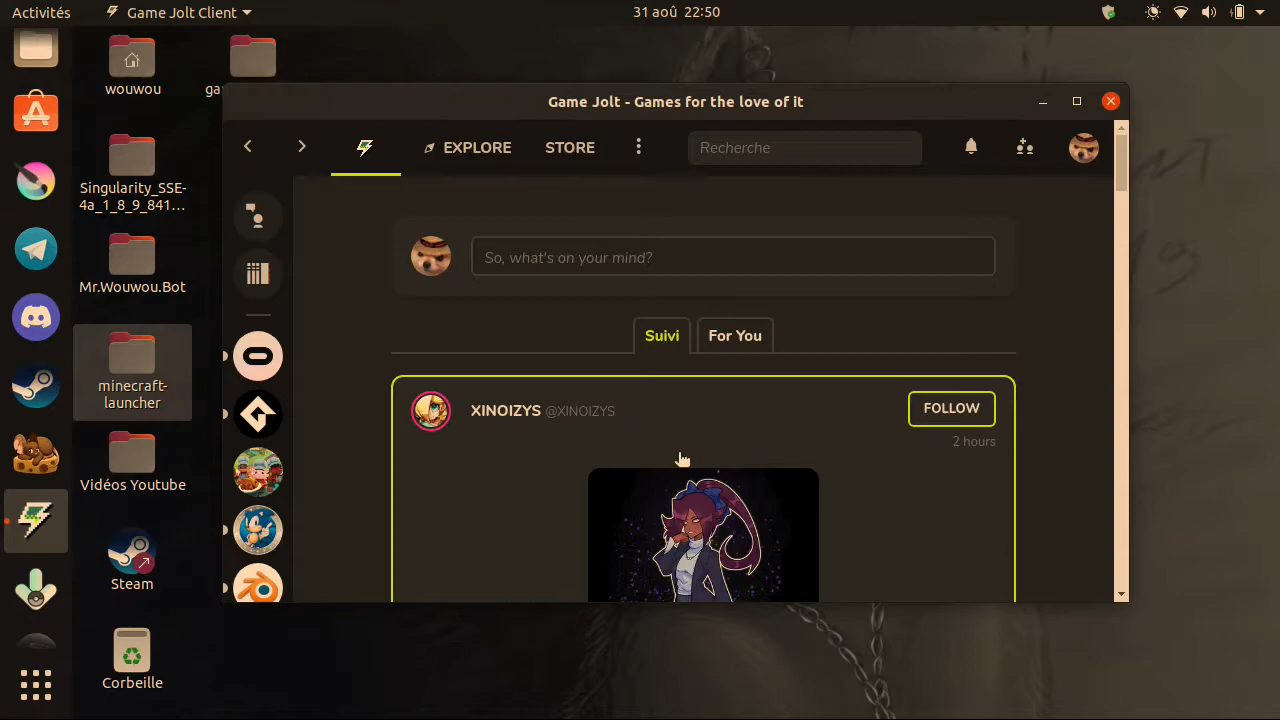 Activités
Game Jolt Client
31 aoû 22:50
wouwou
Singularity_SSE-
4a_1_8_9_841...
Mr.Wouwou.Bot
minecraft-
launcher
Vidéos Youtube
Steam
Corbeille
Game Jolt - Games for the love of it
EXPLORE
STORE
Recherche
So, what's on your mind?
Suivi
For You
XINOIZYS @XINOIZYS
FOLLOW
2 hours